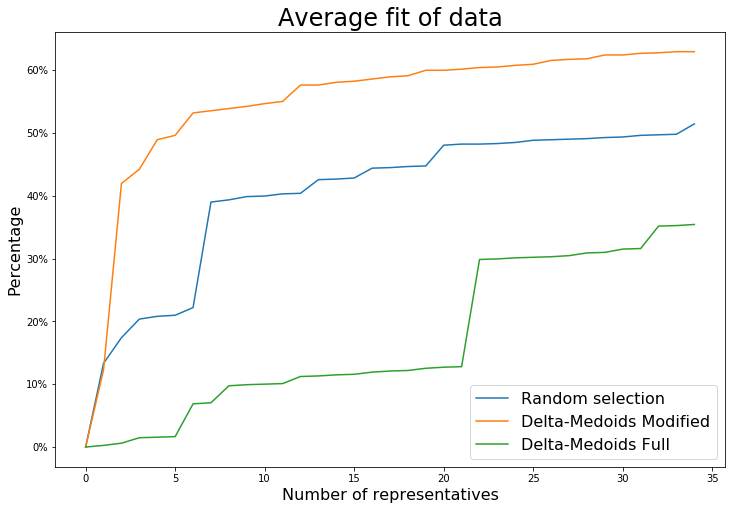 Average fit of data
Percentage
60%
50%
40%
30%
20%
10%
0%
Random selection
Delta-Medoids Modified
Delta-Medoids Full
0 5 10 15 20 25 30 35
Number of representatives